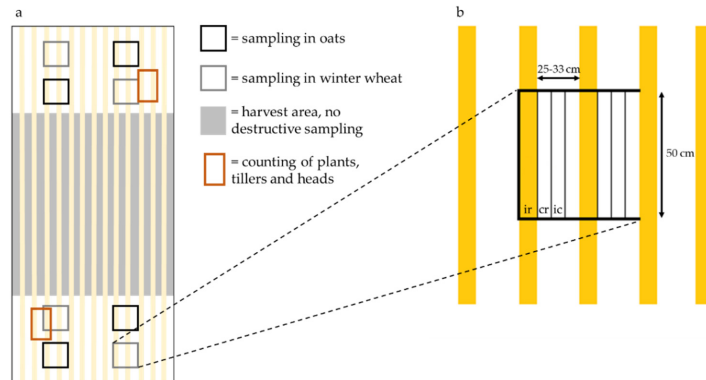 a
= sampling in oats
= sampling in winter wheat
= harvest area, no
destructive sampling
= counting of plants,
tillers and heads
b
25-33 cm
50 cm
ir cr ic